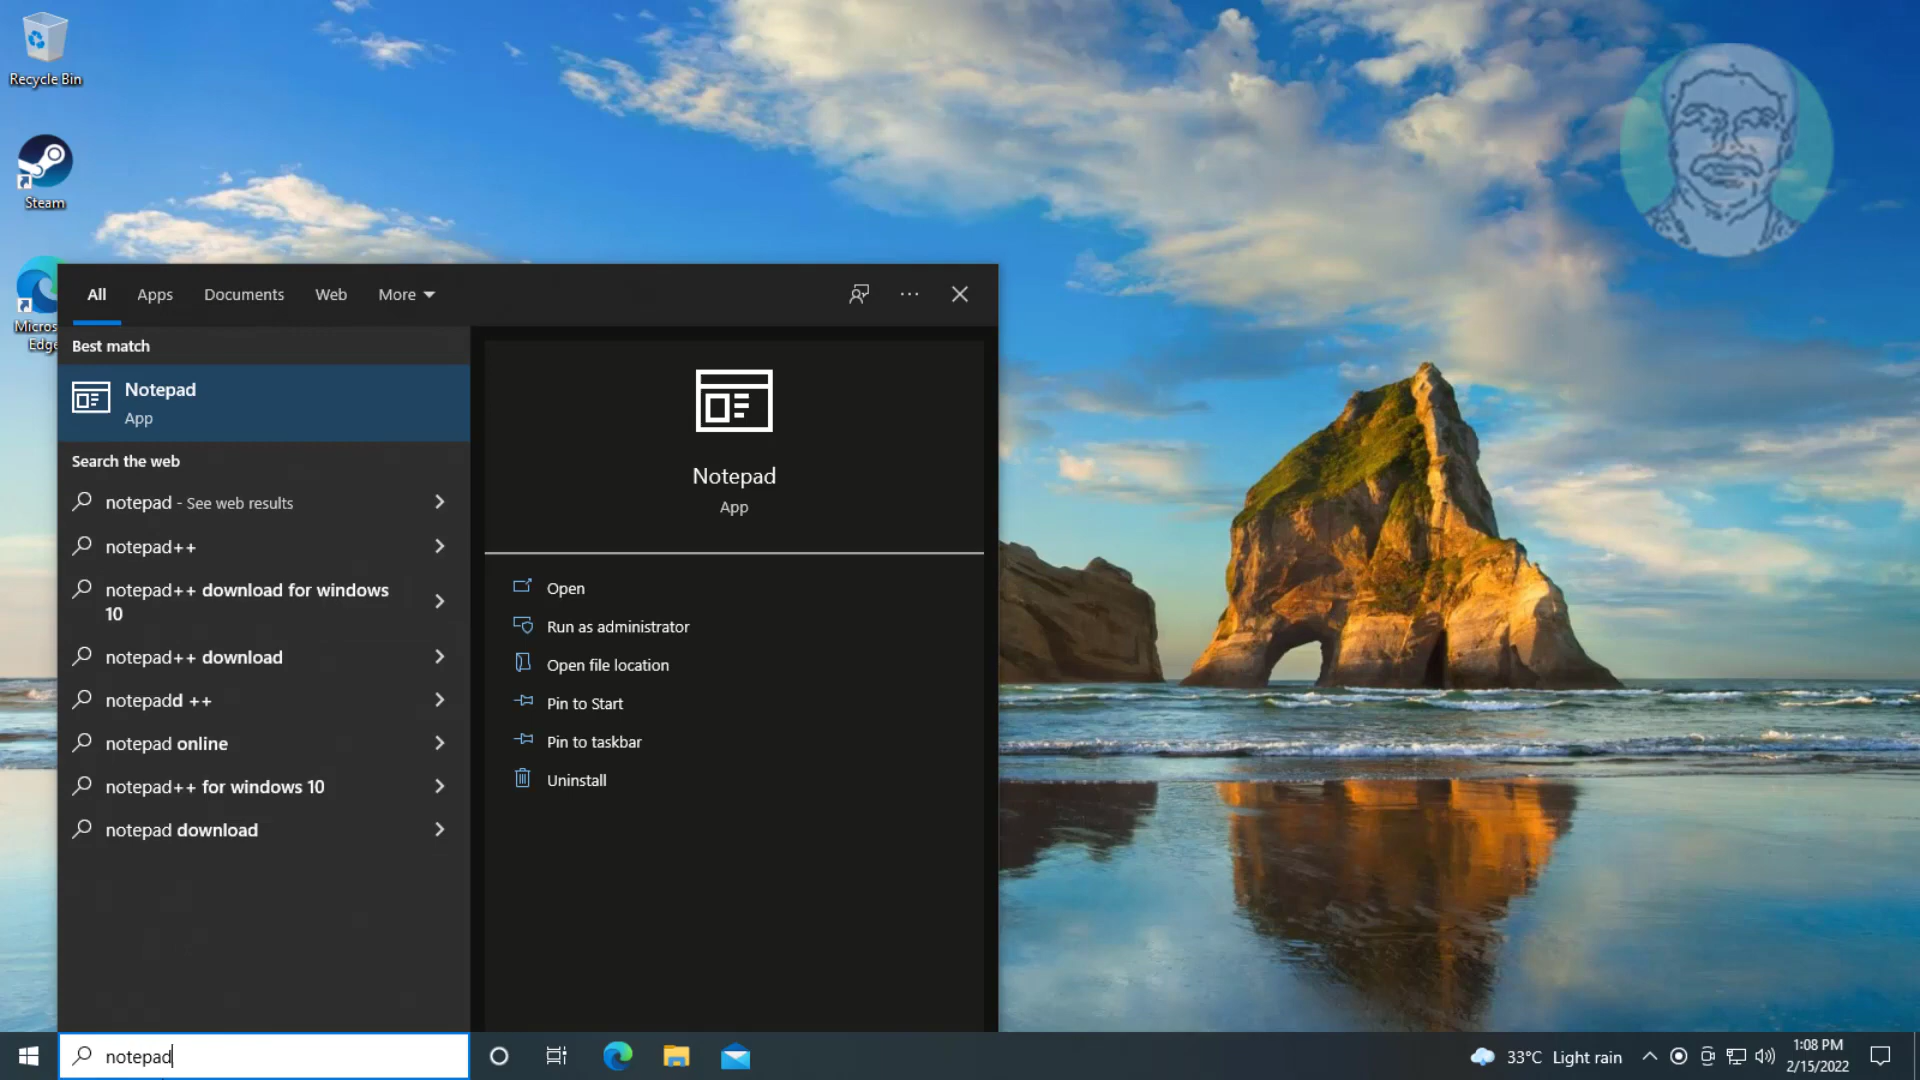 Recycle Bin
Steam
Micros
Edge
All Apps Documents Web More
Best match
Notepad
App
Search the web
notepad - See web results
notepad++
notepad++ download for windows
10
notepad++ download
notepadd ++
notepad online
notepad++ for windows 10
notepad download
Notepad
App
Open
Run as administrator
Open file location
Pin to Start
Pin to taskbar
Uninstall
notepad
33°C Light rain
1:08 PM
2/15/2022